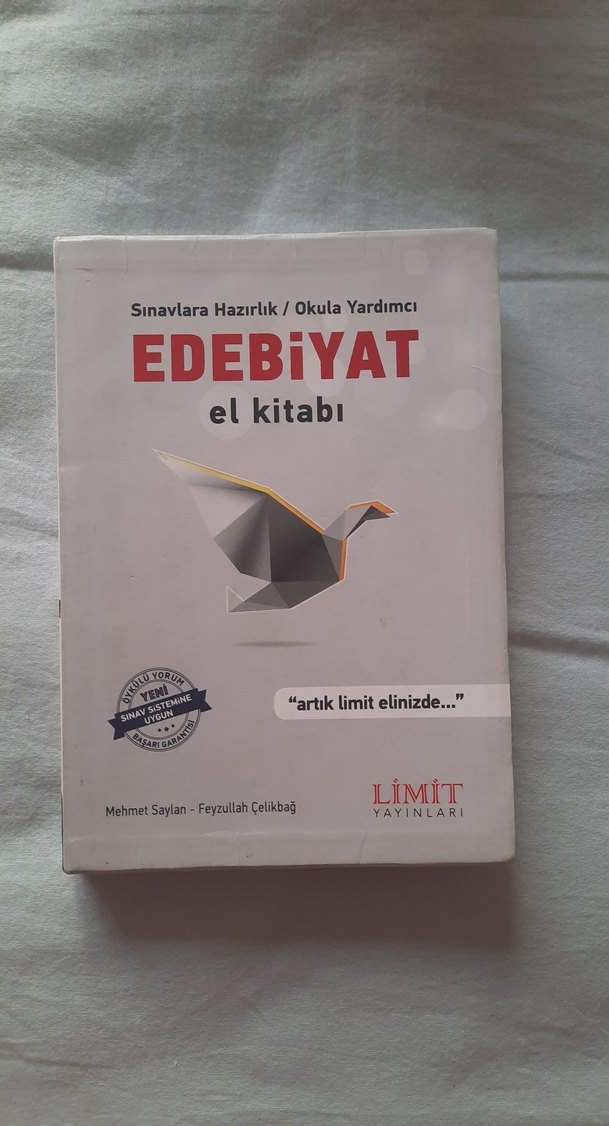 Sınavlara Hazırlık / Okula Yardımcı
EDEBİYAT
el kitabı
ÖYKÜLÜ YORUM
YENİ
SINAV SİSTEMİNE
UYGUN
BAŞARI GARANTİSİ
“artık limit elinizde...”
Mehmet Saylan - Feyzullah Çelikbağ
LİMİT
YAYINLARI